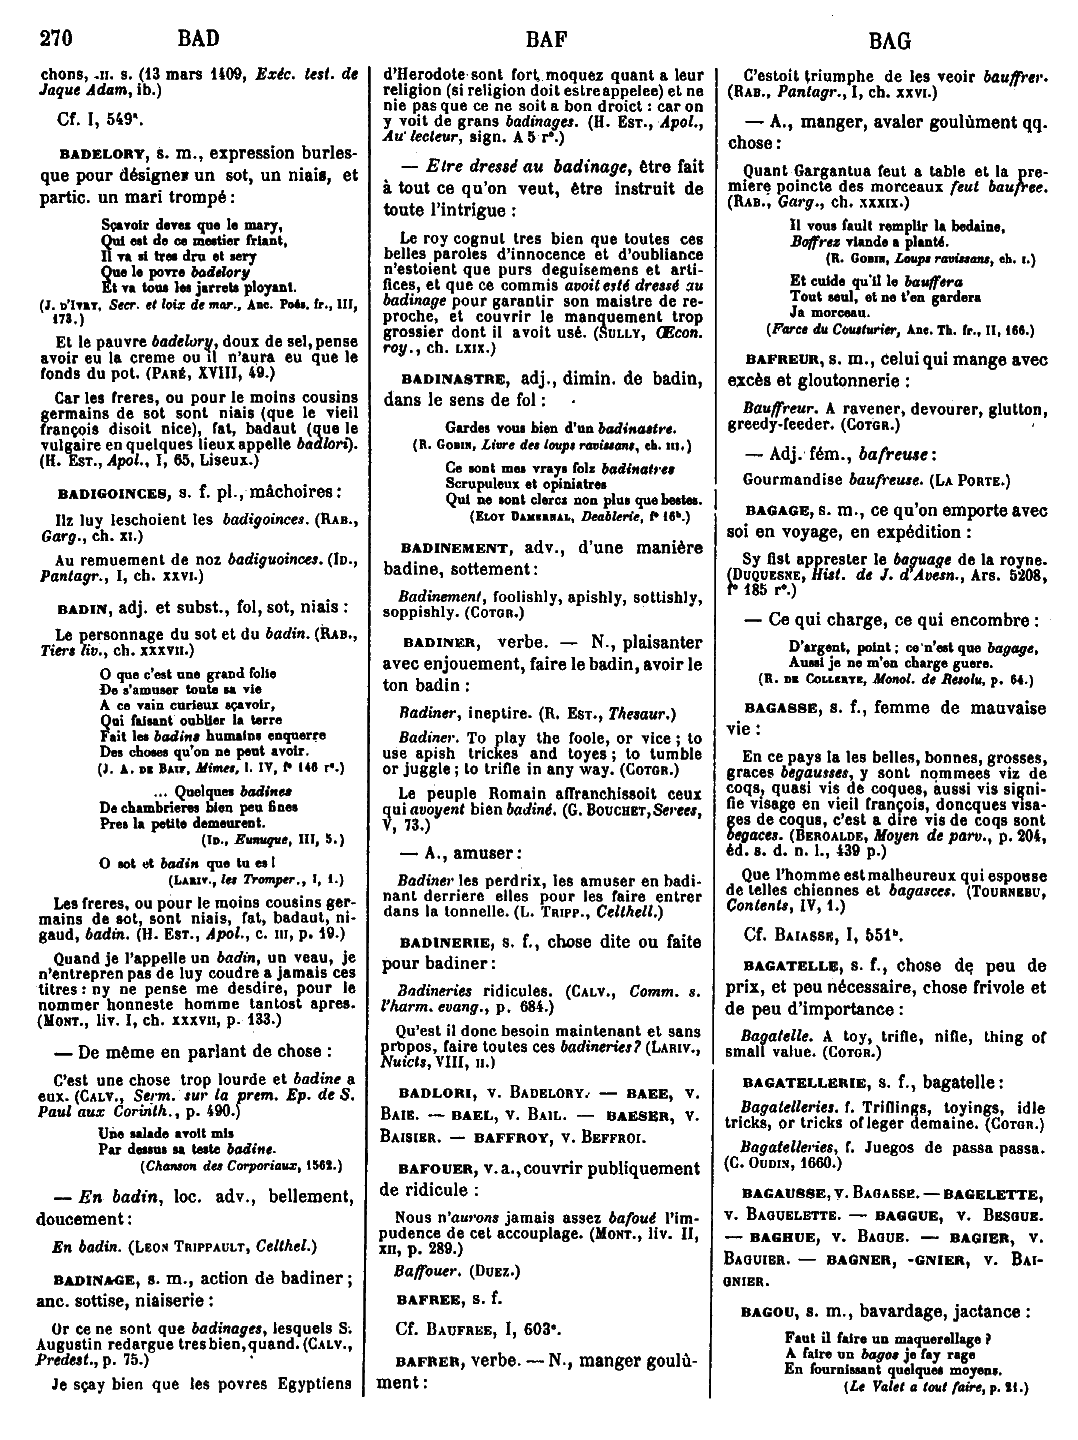 270 BAD BAF BAG
chons, .II. s. (13 mars 1409, Exéc. test. de
Jaque Adam, ib.)
Cf. I, 549ᵃ.
BADELORY, s. m., expression burles-
que pour désigner un sot, un niais, et
partic. un mari trompé :
Sçavoir devez que le mary,
Qui est de ce mestier friant,
Il va si tres dru et sery
Que le povre badelory
Et va tous les jarrets ployant.
(J. D'IVRY, Secr. et loix de mar., Anc. Poés. fr., III,
173.)
Et le pauvre badelory, doux de sel, pense
avoir eu la creme ou il n'aura eu que le
fonds du pot. (PARÉ, XVIII, 49.)
Car les freres, ou pour le moins cousins
germains de sot sont niais (que le vieil
françois disoit nice), fat, badaut (que le
vulgaire en quelques lieux appelle badlori).
(H. EST., Apol., I, 65, Liseux.)
BADIGOINCES, s. f. pl., mâchoires :
Ilz luy leschoient les badigoinces. (RAB.,
Garg., ch. XI.)
Au remuement de noz badiguoinces. (ID.,
Pantagr., I, ch. XXVI.)
BADIN, adj. et subst., fol, sot, niais :
Le personnage du sot et du badin. (RAB.,
Tiers liv., ch. XXXVII.)
O que c'est une grand folie
De s'amuser toute sa vie
A ce vain curieux sçavoir,
Qui faisant oublier la terre
Fait les badins humains enquerre
Des choses qu'on ne peut avoir.
(J. A. DE BAIF, Mimes, l. IV, fº 146 rº.)
... Quelques badines
De chambrieres bien peu fines
Pres la petite demeurent.
(ID., Eunuque, III, 5.)
O sot et badin que tu es !
(LARIV., les Tromper., I, 1.)
Les freres, ou pour le moins cousins ger-
mains de sot, sont niais, fat, badaut, ni-
gaud, badin. (H. EST., Apol., c. III, p. 19.)
Quand je l'appelle un badin, un veau, je
n'entrepren pas de luy coudre a jamais ces
titres : ny ne pense me desdire, pour le
nommer honneste homme tantost apres.
(MONT., liv. I, ch. XXXVII, p. 133.)
— De même en parlant de chose :
C'est une chose trop lourde et badine a
eux. (CALV., Serm. sur la prem. Ep. de S.
Paul aux Corinth., p. 490.)
Une salade avoit mis
Par dessus sa teste badine.
(Chanson des Corporiaux, 1562.)
— En badin, loc. adv., bellement,
doucement :
En badin. (LEON TRIPPAULT, Celthel.)
BADINAGE, s. m., action de badiner ;
anc. sottise, niaiserie :
Or ce ne sont que badinages, lesquels S.
Augustin redargue tres bien, quand. (CALV.,
Predest., p. 75.)
Je sçay bien que les povres Egyptiens
d'Herodote sont fort moquez quant a leur
religion (si religion doit estre appelee) et ne
nie pas que ce ne soit a bon droict : car on
y voit de grans badinages. (H. EST., Apol.,
Au lecteur, sign. A 5 rº.)
— Etre dressé au badinage, être fait
à tout ce qu'on veut, être instruit de
toute l'intrigue :
Le roy cognut tres bien que toutes ces
belles paroles d'innocence et d'oubliance
n'estoient que purs deguisemens et arti-
fices, et que ce commis avoit esté dressé au
badinage pour garantir son maistre de re-
proche, et couvrir le manquement trop
grossier dont il avoit usé. (SULLY, Œcon.
roy., ch. LXIX.)
BADINASTRE, adj., dimin. de badin,
dans le sens de fol :
Gardes vous bien d'un badinastre.
(R. GOBIN, Livre des loups ravissans, ch. III.)
Ce sont mes vrays folz badinatres
Scrupuleux et opiniatres
Qui ne sont clercs non plus que bestes.
(ELOY DAMERNAL, Deablerie, fº 16ᵇ.)
BADINEMENT, adv., d'une manière
badine, sottement :
Badinement, foolishly, apishly, sottishly,
soppishly. (COTGR.)
BADINER, verbe. — N., plaisanter
avec enjouement, faire le badin, avoir le
ton badin :
Badiner, ineptire. (R. EST., Thesaur.)
Badiner. To play the foole, or vice ; to
use apish trickes and toyes ; to tumble
or juggle ; to trifle in any way. (COTGR.)
Le peuple Romain affranchissoit ceux
qui avoyent bien badiné. (G. BOUCHET, Serees,
V, 73.)
— A., amuser :
Badiner les perdrix, les amuser en badi-
nant derriere elles pour les faire entrer
dans la tonnelle. (L. TRIPP., Celthell.)
BADINERIE, s. f., chose dite ou faite
pour badiner :
Badineries ridicules. (CALV., Comm. s.
l'harm. evang., p. 684.)
Qu'est il donc besoin maintenant et sans
propos, faire toutes ces badineries ? (LARIV.,
Nuicts, VIII, II.)
BADLORI, V. BADELORY. — BAEE, V.
BAIE. — BAEL, V. BAIL. — BAESER, V.
BAISIER. — BAFFROY, V. BEFFROI.
BAFOUER, v. a., couvrir publiquement
de ridicule :
Nous n'aurons jamais assez bafoué l'im-
pudence de cet accouplage. (MONT., liv. II,
XII, p. 289.)
Baffouer. (DUEZ.)
BAFREE, s. f.
Cf. BAUFREE, I, 603ᵃ.
BAFRER, verbe. — N., manger goulû-
ment :
C'estoit triumphe de les veoir bauffrer.
(RAB., Pantagr., I, ch. XXVI.)
— A., manger, avaler goulûment qq.
chose :
Quant Gargantua feut a table et la pre-
miere poincte des morceaux feut baufree.
(RAB., Garg., ch. XXXIX.)
Il vous fault remplir la bedaine,
Boffrez viande a planté.
(R. GOBIN, Loups ravissans, ch. I.)
Et cuide qu'il le bauffera
Tout seul, et ne t'en gardera
Ja morceau.
(Farce du Cousturier, Anc. Th. fr., II, 166.)
BAFREUR, s. m., celui qui mange avec
excès et gloutonnerie :
Bauffreur. A ravener, devourer, glutton,
greedy-feeder. (COTGR.)
— Adj. fém., bafreuse :
Gourmandise baufreuse. (LA PORTE.)
BAGAGE, s. m., ce qu'on emporte avec
soi en voyage, en expédition :
Sy fist apprester le baguage de la royne.
(DUQUESNE, Hist. de J. d'Avesn., Ars. 5208,
fº 185 rº.)
— Ce qui charge, ce qui encombre :
D'argent, point ; ce n'est que bagage,
Aussi je ne m'en charge guere.
(R. DE COLLERYE, Monol. de Resolu, p. 64.)
BAGASSE, s. f., femme de mauvaise
vie :
En ce pays la les belles, bonnes, grosses,
graces begausses, y sont nommees viz de
coqs, quasi vis de coques, aussi vis signi-
fie visage en vieil françois, doncques visa-
ges de coqus, c'est a dire vis de coqs sont
begaces. (BEROALDE, Moyen de parv., p. 204,
éd. s. d. n. l., 439 p.)
Que l'homme est malheureux qui espouse
de telles chiennes et bagasces. (TOURNEBU,
Contents, IV, 1.)
Cf. BAIASSE, I, 551ᵇ.
BAGATELLE, s. f., chose de peu de
prix, et peu nécessaire, chose frivole et
de peu d'importance :
Bagatelle. A toy, trifle, nifle, thing of
small value. (COTGR.)
BAGATELLERIE, s. f., bagatelle :
Bagatelleries. f. Triflings, toyings, idle
tricks, or tricks of leger demaine. (COTGR.)
Bagatelleries, f. Juegos de passa passa.
(C. OUDIN, 1660.)
BAGAUSSE, V. BAGASSE. — BAGELETTE,
V. BAGUELETTE. — BAGGUE, V. BESGUE.
— BAGHUE, V. BAGUE. — BAGIER, V.
BAGUIER. — BAGNER, -GNIER, V. BAI-
GNIER.
BAGOU, s. m., bavardage, jactance :
Faut il faire un maquerellage ?
A faire un bagos je fay rage
En fournissant quelques moyens.
(Le Valet a tout faire, p. 21.)